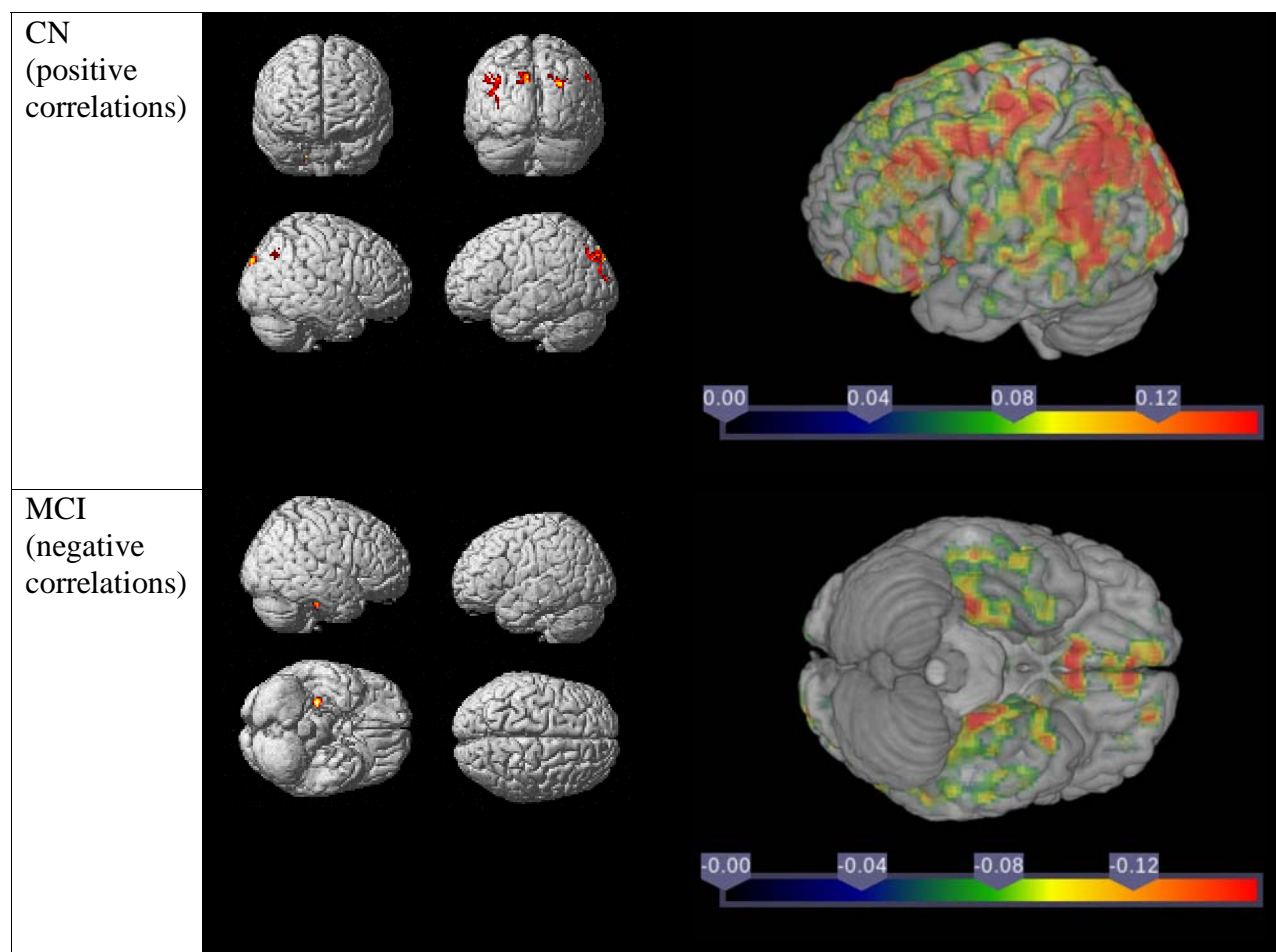 CN
(positive
correlations)
0.00 0.04 0.08 0.12
MCI
(negative
correlations)
-0.00 -0.04 -0.08 -0.12